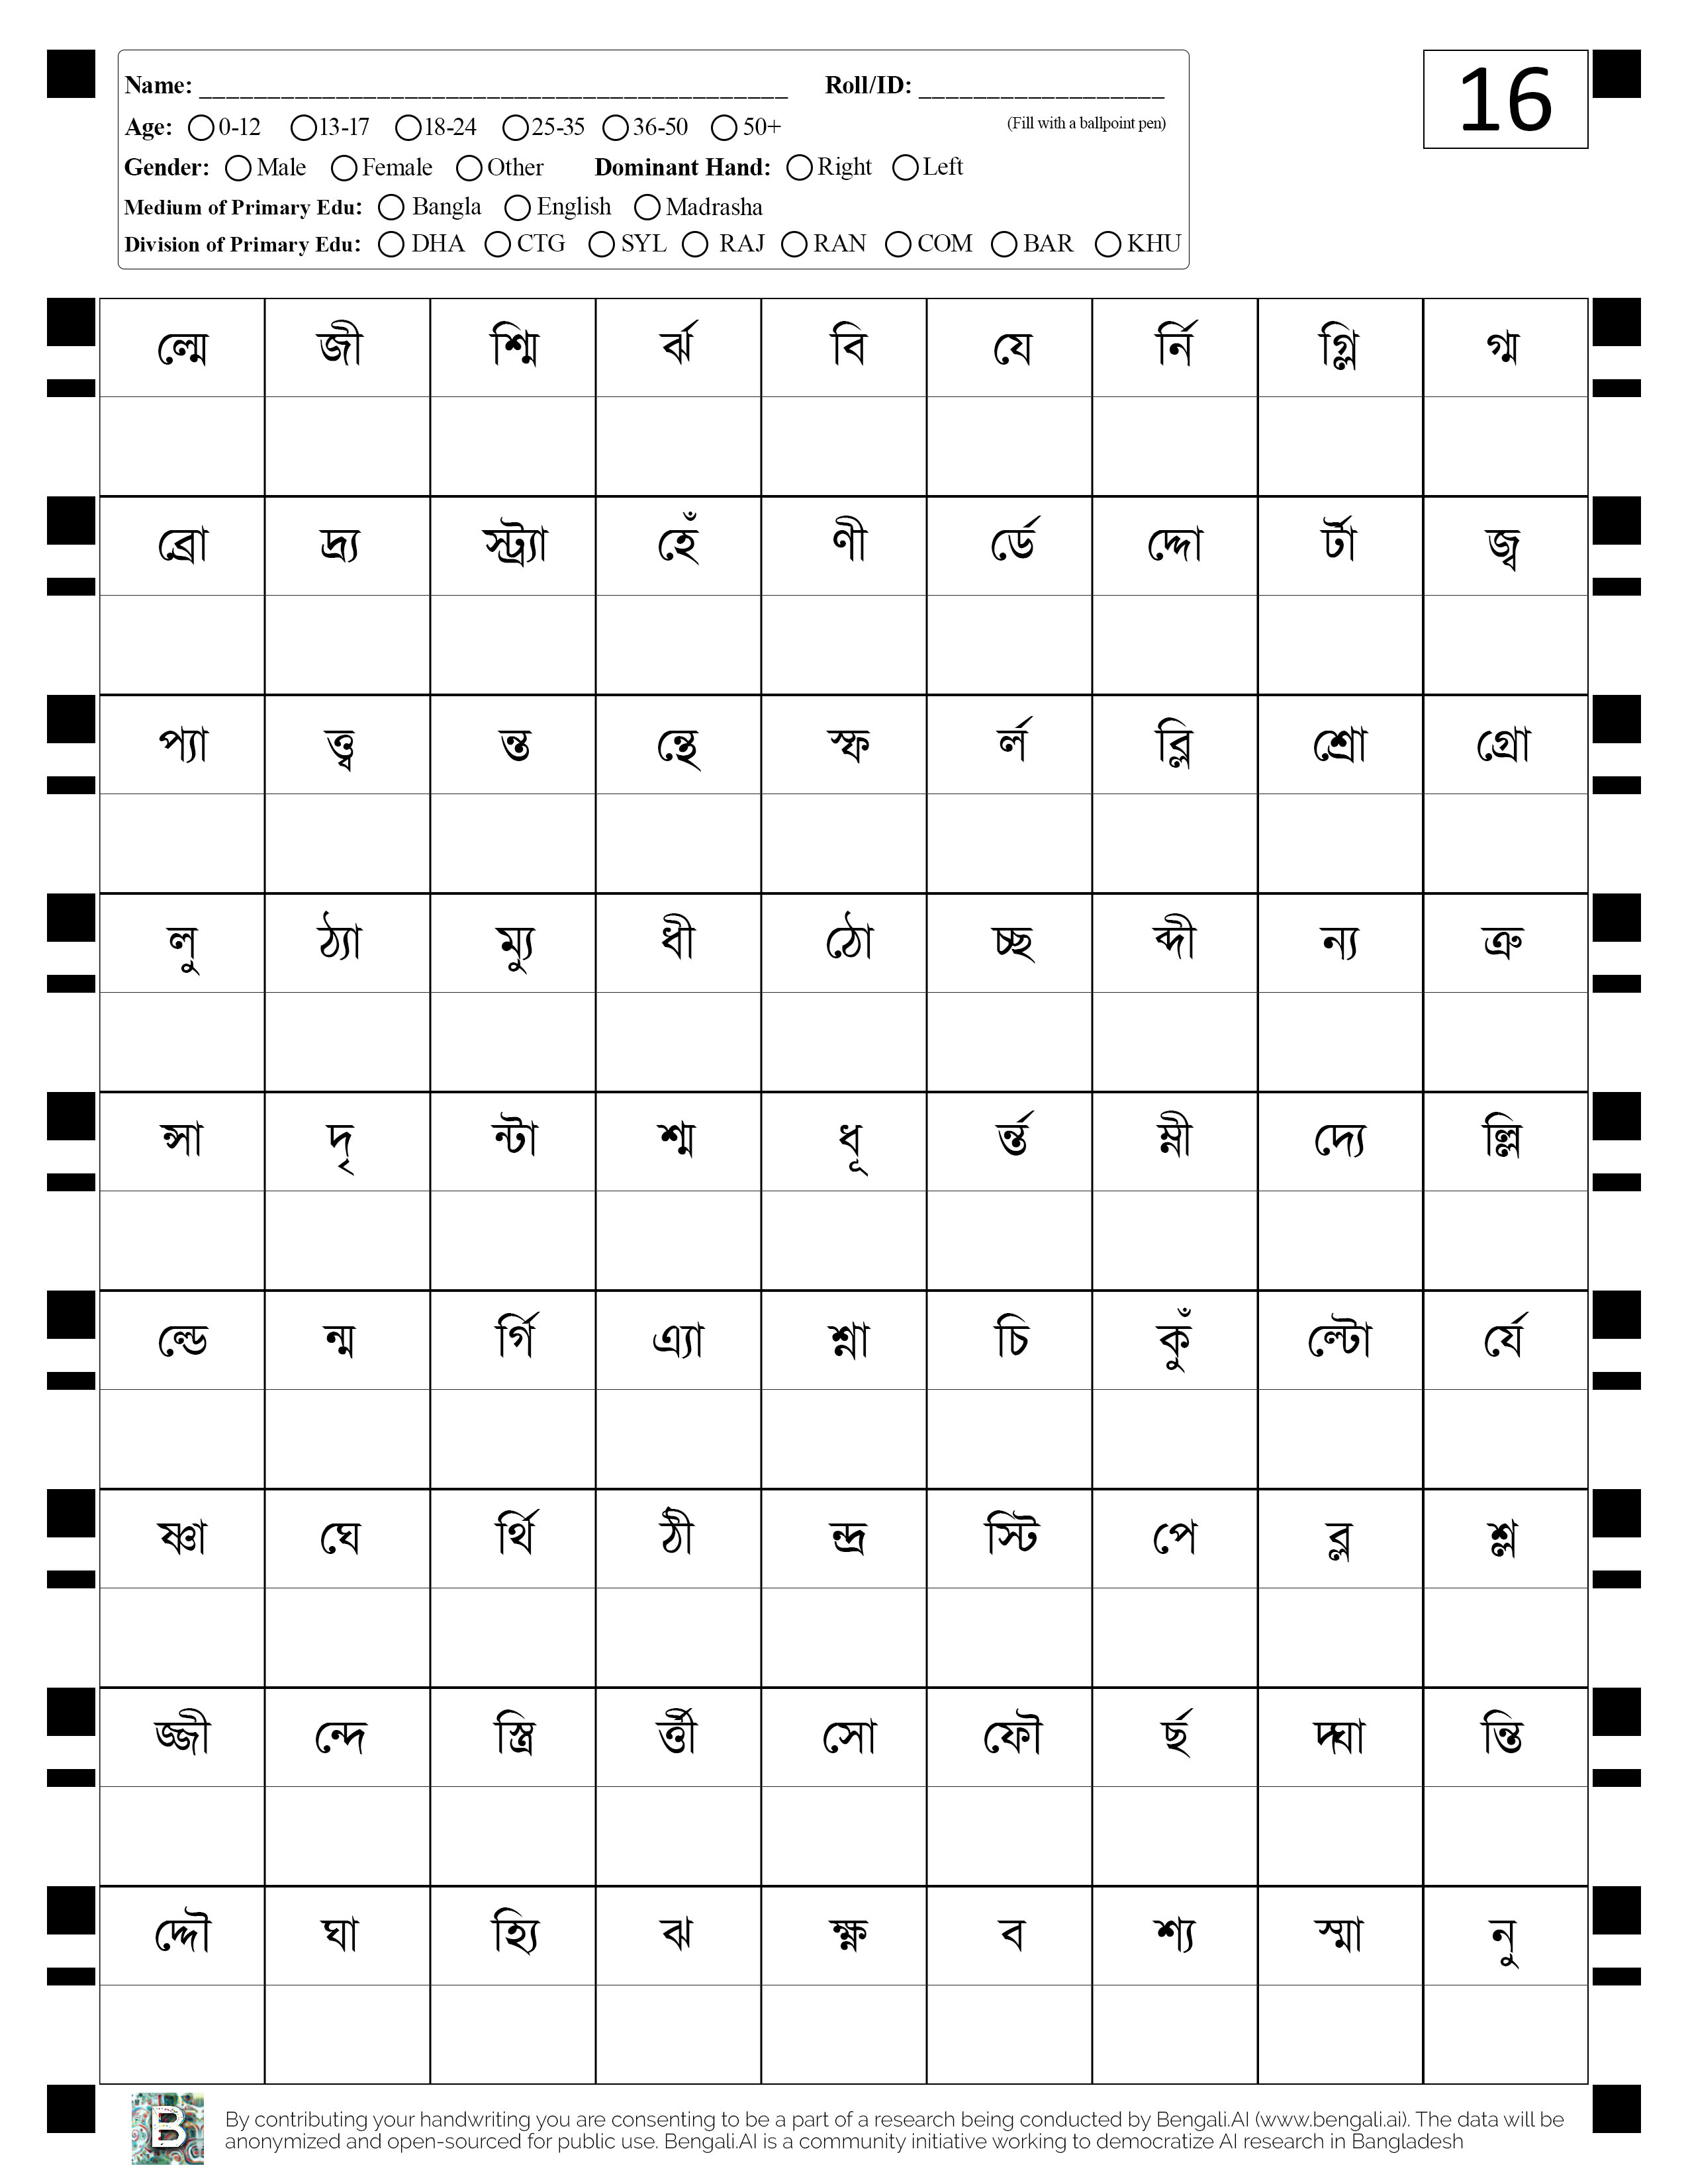 Name: ___________________________________________ Roll/ID: __________________
16
Age: 0-12 13-17 18-24 25-35 36-50 50+ (Fill with a ballpoint pen)
Gender: Male Female Other Dominant Hand: Right Left
Medium of Primary Edu: Bangla English Madrasha
Division of Primary Edu: DHA CTG SYL RAJ RAN COM BAR KHU
ল্মে জী শ্মি র্ঝ বি যে র্নি গ্লি গ্ম
ব্রো দ্র্য স্ট্র্যা হেঁ ণী র্ডে দ্দো র্টা জ্ব
প্যা ত্ত্ব ন্ত ন্থে স্ফ র্ল ব্লি শ্রো গ্রো
লু ঠ্যা ম্যু ধী ঠো চ্ছ ব্দী ন্য ত্রু
ন্সা দৃ ন্টা শ্ম ধূ র্ন্ত ম্নী দ্যে ল্লি
ল্ডে ন্ম র্গি এ্যা শ্না চি কুঁ ল্টো র্যে
ষ্ণা ঘে র্থি ঠী ন্দ্র স্টি পে ব্ল শ্ল
জ্জী ন্দে স্ত্রি র্ত্তী সো ফৌ র্ছ দ্ঘা ন্তি
দ্দৌ ঘা হ্যি ঝ ক্ষ্ণ ব শ্য স্মা নু
B By contributing your handwriting you are consenting to be a part of a research being conducted by Bengali.AI (www.bengali.ai). The data will be
anonymized and open-sourced for public use. Bengali.AI is a community initiative working to democratize AI research in Bangladesh